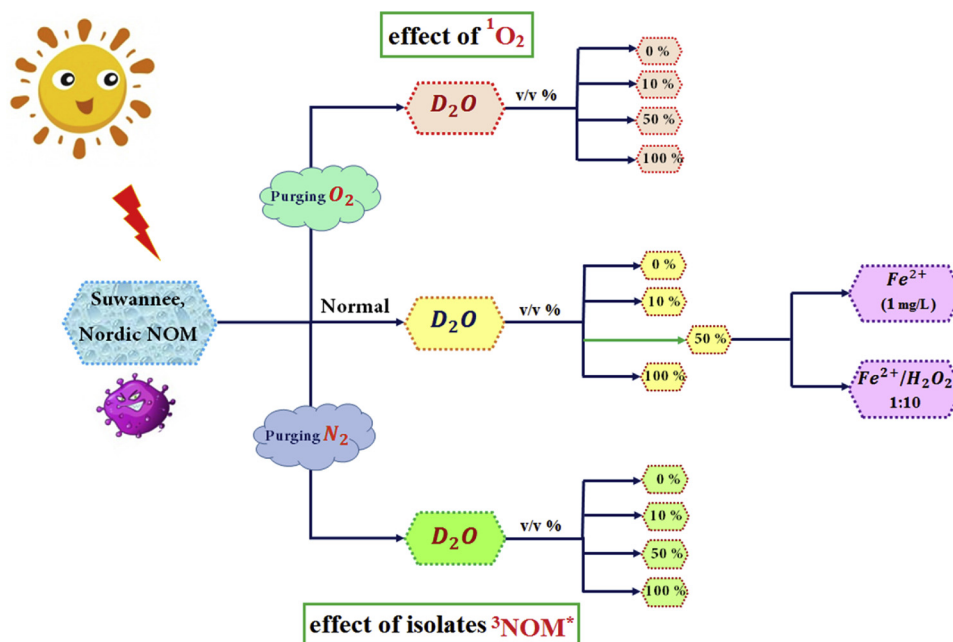 effect of ¹O₂
D₂O
v/v %
0 %
10 %
50 %
100 %
Purging O₂
Suwannee,
Nordic NOM
Normal
D₂O
v/v %
0 %
10 %
50 %
100 %
Fe²⁺
(1 mg/L)
Fe²⁺/H₂O₂
1:10
Purging N₂
D₂O
v/v %
0 %
10 %
50 %
100 %
effect of isolates ³NOM*